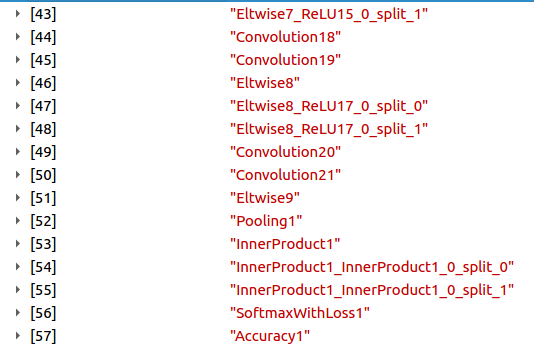 [43] "Eltwise7_ReLU15_0_split_1"
[44] "Convolution18"
[45] "Convolution19"
[46] "Eltwise8"
[47] "Eltwise8_ReLU17_0_split_0"
[48] "Eltwise8_ReLU17_0_split_1"
[49] "Convolution20"
[50] "Convolution21"
[51] "Eltwise9"
[52] "Pooling1"
[53] "InnerProduct1"
[54] "InnerProduct1_InnerProduct1_0_split_0"
[55] "InnerProduct1_InnerProduct1_0_split_1"
[56] "SoftmaxWithLoss1"
[57] "Accuracy1"